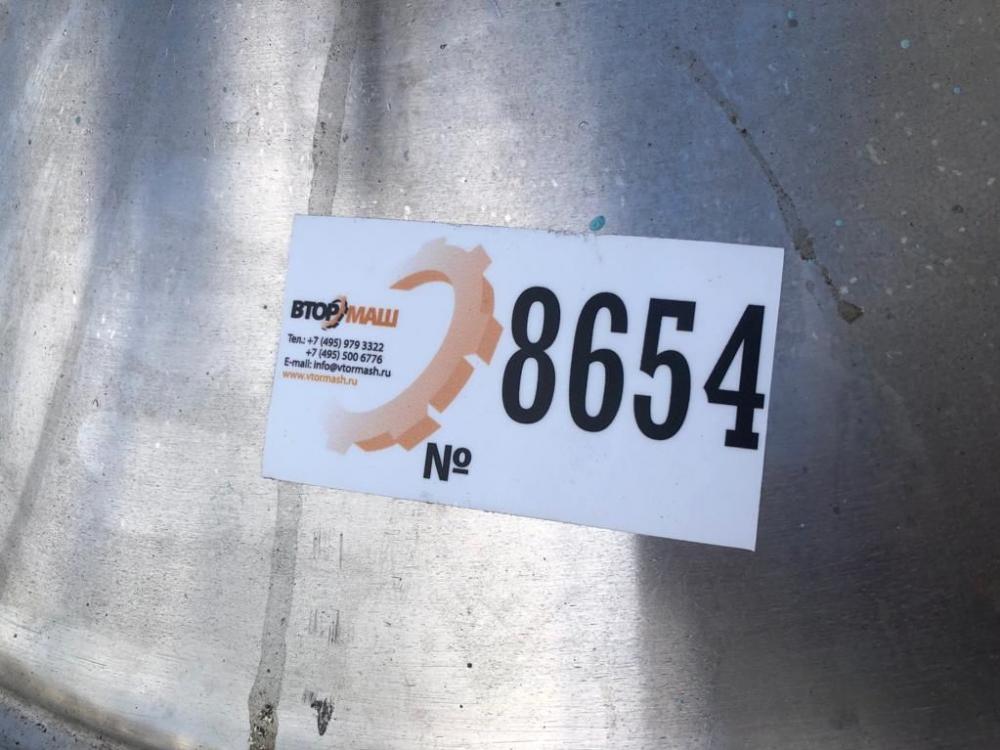 ВТОРМАШ
Тел.: +7 (495) 979 3322
+7 (495) 500 6776
E-mail: info@vtormash.ru
www.vtormash.ru
№
8654